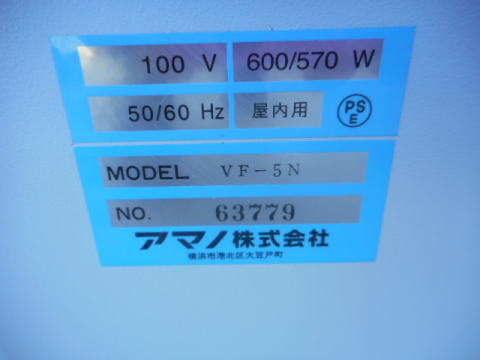 100 V 600/570 W
50/60 Hz 屋内用 PS E
MODEL VF-5N
NO. 63779
アマノ株式会社
横浜市港北区大豆戸町